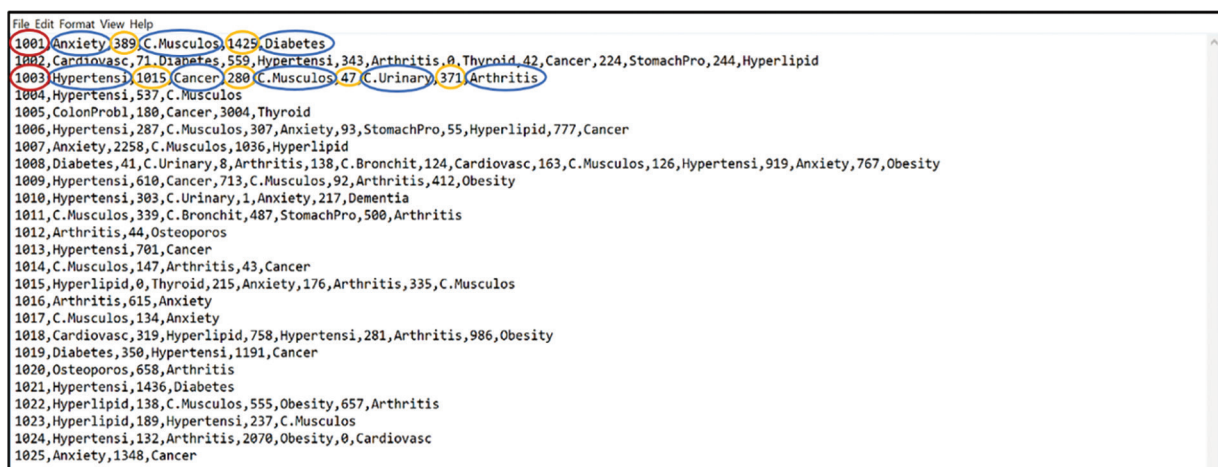 File Edit Format View Help
1001,Anxiety,389,C.Musculos,1425,Diabetes
1002,Cardiovasc,71,Diabetes,559,Hypertensi,343,Arthritis,0,Thyroid,42,Cancer,224,StomachPro,244,Hyperlipid
1003,Hypertensi,1015,Cancer,280,C.Musculos,47,C.Urinary,371,Arthritis
1004,Hypertensi,537,C.Musculos
1005,ColonProbl,180,Cancer,3004,Thyroid
1006,Hypertensi,287,C.Musculos,307,Anxiety,93,StomachPro,55,Hyperlipid,777,Cancer
1007,Anxiety,2258,C.Musculos,1036,Hyperlipid
1008,Diabetes,41,C.Urinary,8,Arthritis,138,C.Bronchit,124,Cardiovasc,163,C.Musculos,126,Hypertensi,919,Anxiety,767,Obesity
1009,Hypertensi,610,Cancer,713,C.Musculos,92,Arthritis,412,Obesity
1010,Hypertensi,303,C.Urinary,1,Anxiety,217,Dementia
1011,C.Musculos,339,C.Bronchit,487,StomachPro,500,Arthritis
1012,Arthritis,44,Osteoporos
1013,Hypertensi,701,Cancer
1014,C.Musculos,147,Arthritis,43,Cancer
1015,Hyperlipid,0,Thyroid,215,Anxiety,176,Arthritis,335,C.Musculos
1016,Arthritis,615,Anxiety
1017,C.Musculos,134,Anxiety
1018,Cardiovasc,319,Hyperlipid,758,Hypertensi,281,Arthritis,986,Obesity
1019,Diabetes,350,Hypertensi,1191,Cancer
1020,Osteoporos,658,Arthritis
1021,Hypertensi,1436,Diabetes
1022,Hyperlipid,138,C.Musculos,555,Obesity,657,Arthritis
1023,Hyperlipid,189,Hypertensi,237,C.Musculos
1024,Hypertensi,132,Arthritis,2070,Obesity,0,Cardiovasc
1025,Anxiety,1348,Cancer